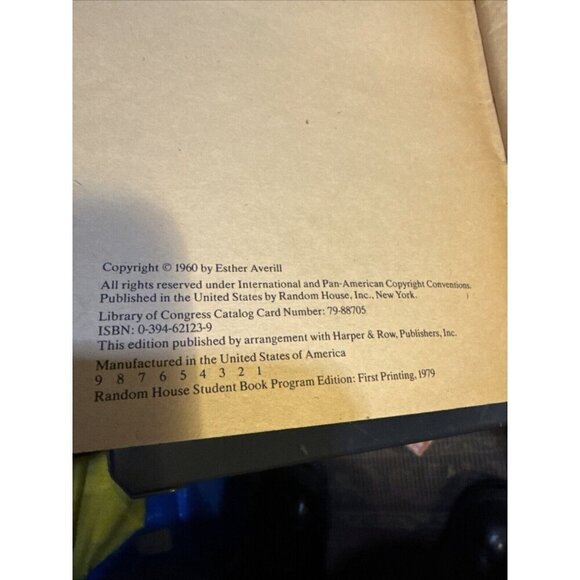 Copyright © 1960 by Esther Averill
All rights reserved under International and Pan-American Copyright Conventions.
Published in the United States by Random House, Inc., New York.
Library of Congress Catalog Card Number: 79-88705
ISBN: 0-394-62123-9
This edition published by arrangement with Harper & Row, Publishers, Inc.
Manufactured in the United States of America
9 8 7 6 5 4 3 2 1
Random House Student Book Program Edition: First Printing, 1979